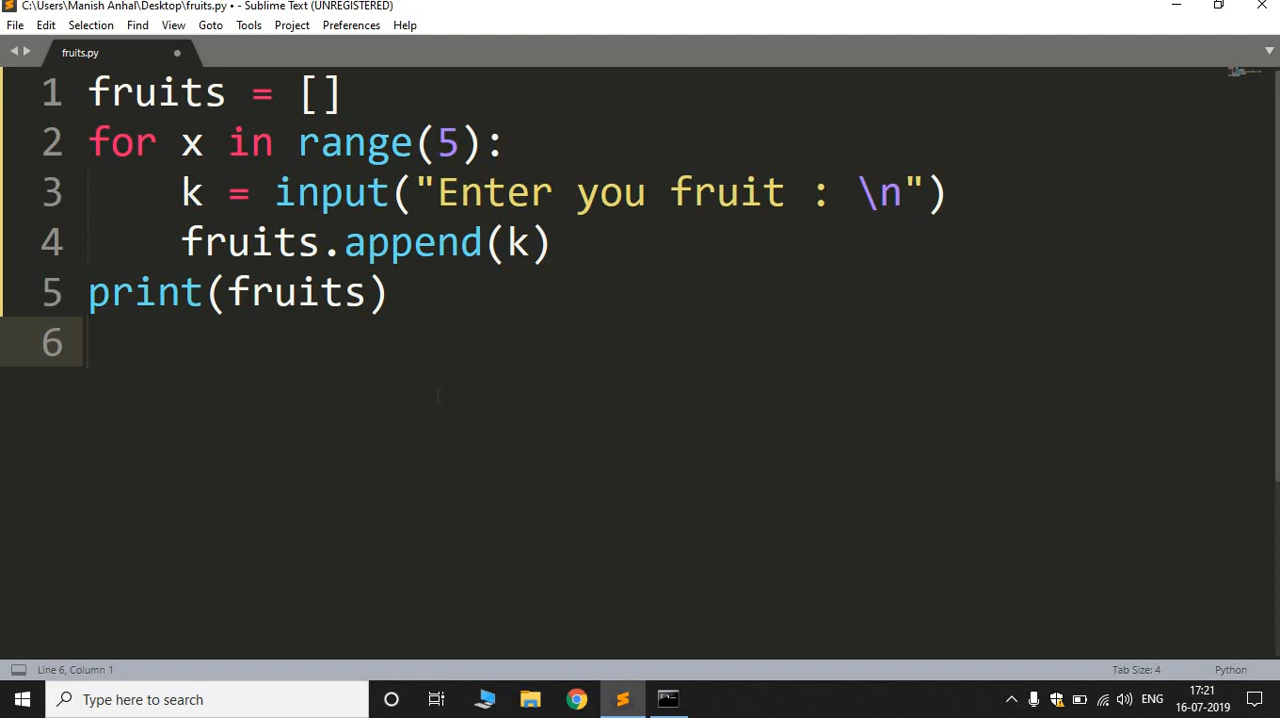 C:\Users\Manish Anhal\Desktop\fruits.py • - Sublime Text (UNREGISTERED)
File Edit Selection Find View Goto Tools Project Preferences Help
fruits.py
1 fruits = []
2 for x in range(5):
3     k = input("Enter you fruit : \n")
4     fruits.append(k)
5 print(fruits)
6
Line 6, Column 1 Tab Size: 4 Python
Type here to search ENG 17:21
16-07-2019